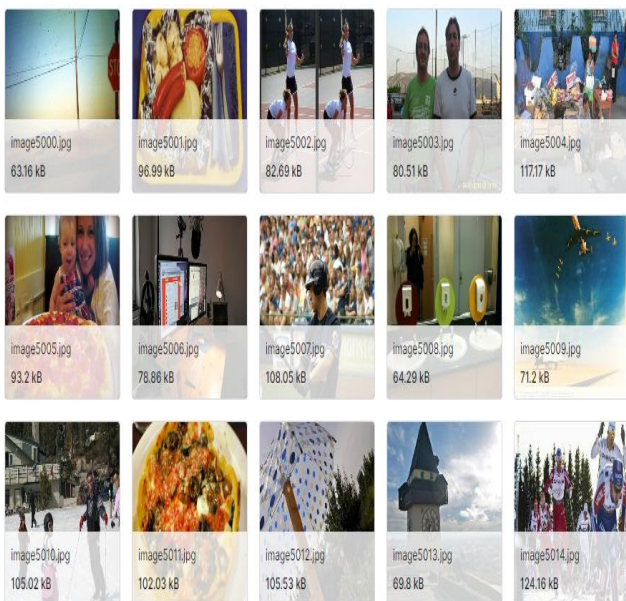 STO
image5000.jpg
63.16 kB
image5001.jpg
96.99 kB
image5002.jpg
82.69 kB
image5003.jpg
80.51 kB
image5004.jpg
117.17 kB
image5005.jpg
93.2 kB
image5006.jpg
78.86 kB
image5007.jpg
108.05 kB
image5008.jpg
64.29 kB
image5009.jpg
71.2 kB
image5010.jpg
105.02 kB
image5011.jpg
102.03 kB
image5012.jpg
105.53 kB
image5013.jpg
69.8 kB
image5014.jpg
124.16 kB